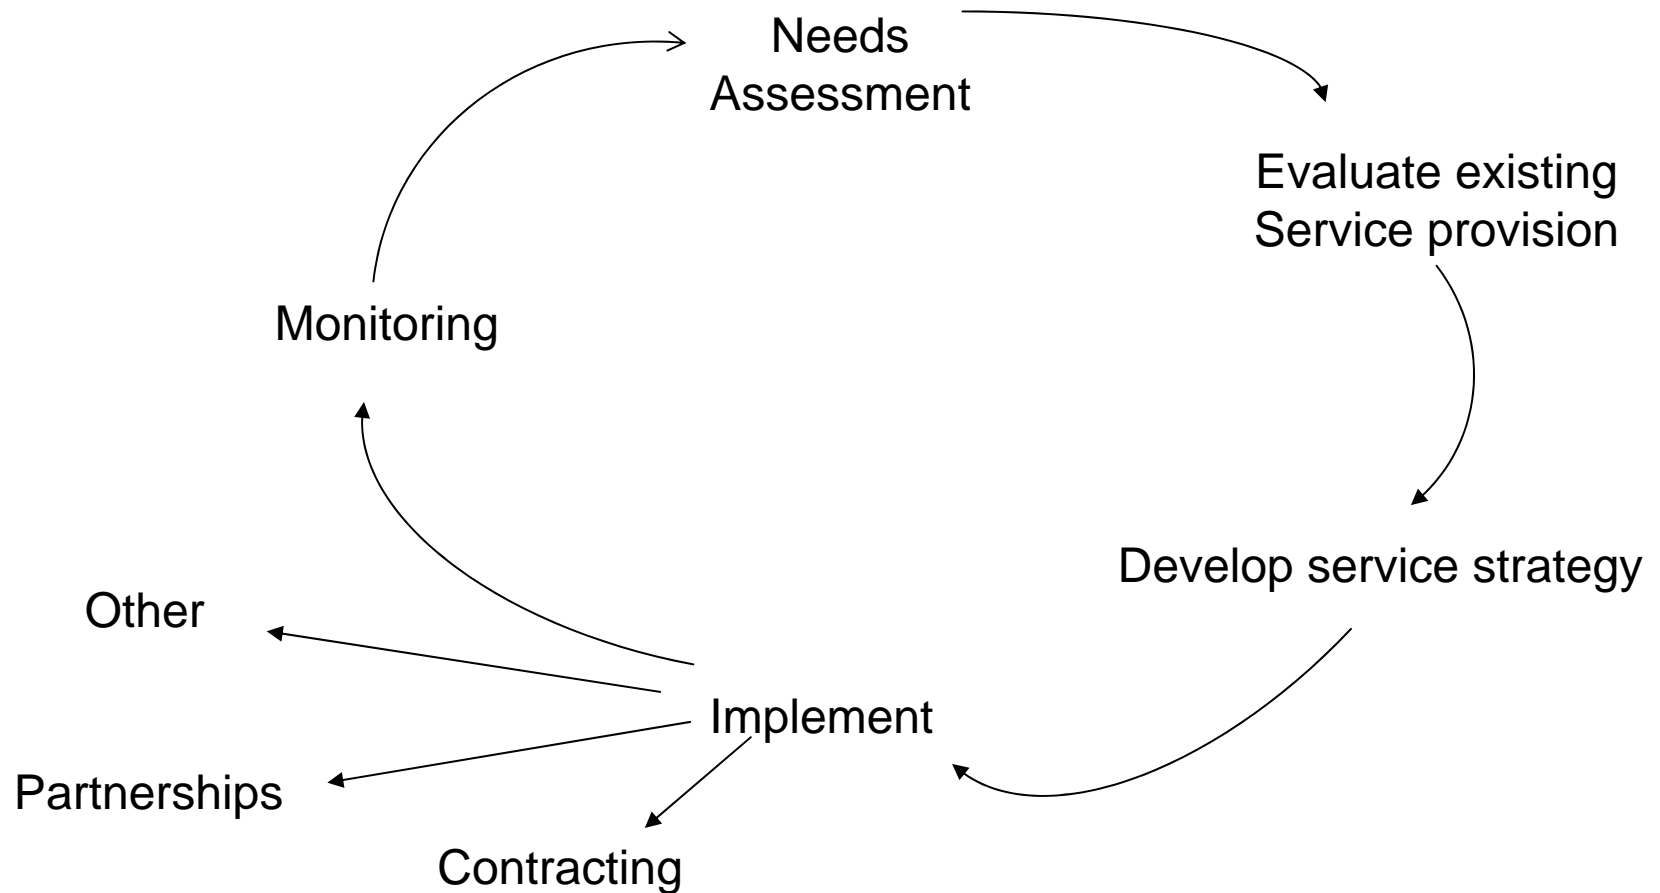 Needs
Assessment
Evaluate existing
Service provision
Monitoring
Develop service strategy
Other
Implement
Partnerships
Contracting